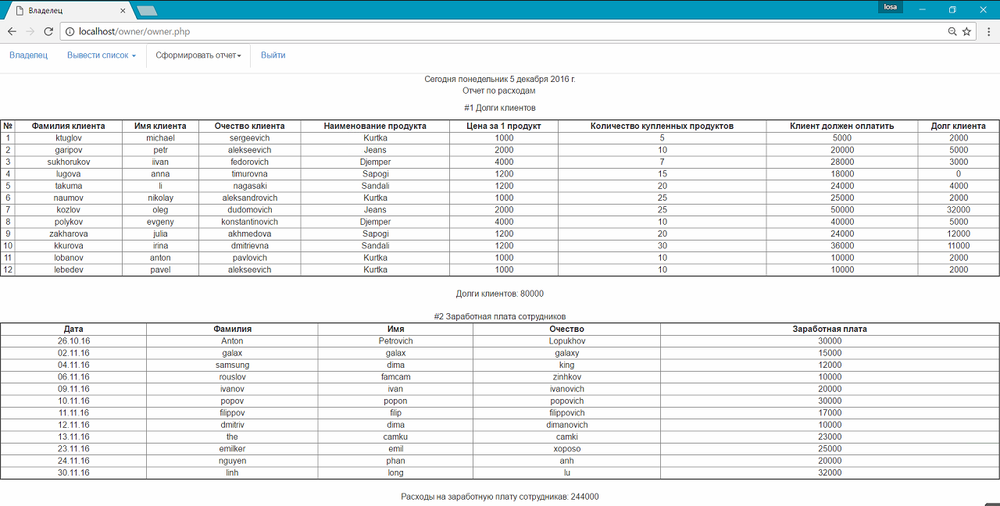 Владелец
losa
localhost/owner/owner.php
Владелец Вывести список Сформировать отчет Выйти
Сегодня понедельник 5 декабря 2016 г.
Отчет по расходам
#1 Долги клиентов
№ Фамилия клиента Имя клиента Очество клиента Наименование продукта Цена за 1 продукт Количество купленных продуктов Клиент должен оплатить Долг клиента
1 ktuglov michael sergeevich Kurtka 1000 5 5000 2000
2 garipov petr alekseevich Jeans 2000 10 20000 5000
3 sukhorukov iivan fedorovich Djemper 4000 7 28000 3000
4 lugova anna timurovna Sapogi 1200 15 18000 0
5 takuma li nagasaki Sandali 1200 20 24000 4000
6 naumov nikolay aleksandrovich Kurtka 1000 25 25000 2000
7 kozlov oleg dudomovich Jeans 2000 25 50000 32000
8 polykov evgeny konstantinovich Djemper 4000 10 40000 5000
9 zakharova julia akhmedova Sapogi 1200 20 24000 12000
10 kkurova irina dmitrievna Sandali 1200 30 36000 11000
11 lobanov anton pavlovich Kurtka 1000 10 10000 2000
12 lebedev pavel alekseevich Kurtka 1000 10 10000 2000
Долги клиентов: 80000
#2 Заработная плата сотрудников
Дата Фамилия Имя Очество Заработная плата
26.10.16 Anton Petrovich Lopukhov 30000
02.11.16 galax galax galaxy 15000
04.11.16 samsung dima king 12000
06.11.16 rouslov famcam zinhkov 10000
09.11.16 ivanov ivan ivanovich 20000
10.11.16 popov popon popovich 30000
11.11.16 filippov filip filippovich 17000
12.11.16 dmitriv dima dimanovich 10000
13.11.16 the camku camki 23000
23.11.16 emilker emil xoposo 25000
24.11.16 nguyen phan anh 20000
30.11.16 linh long lu 32000
Расходы на заработную плату сотрудников: 244000